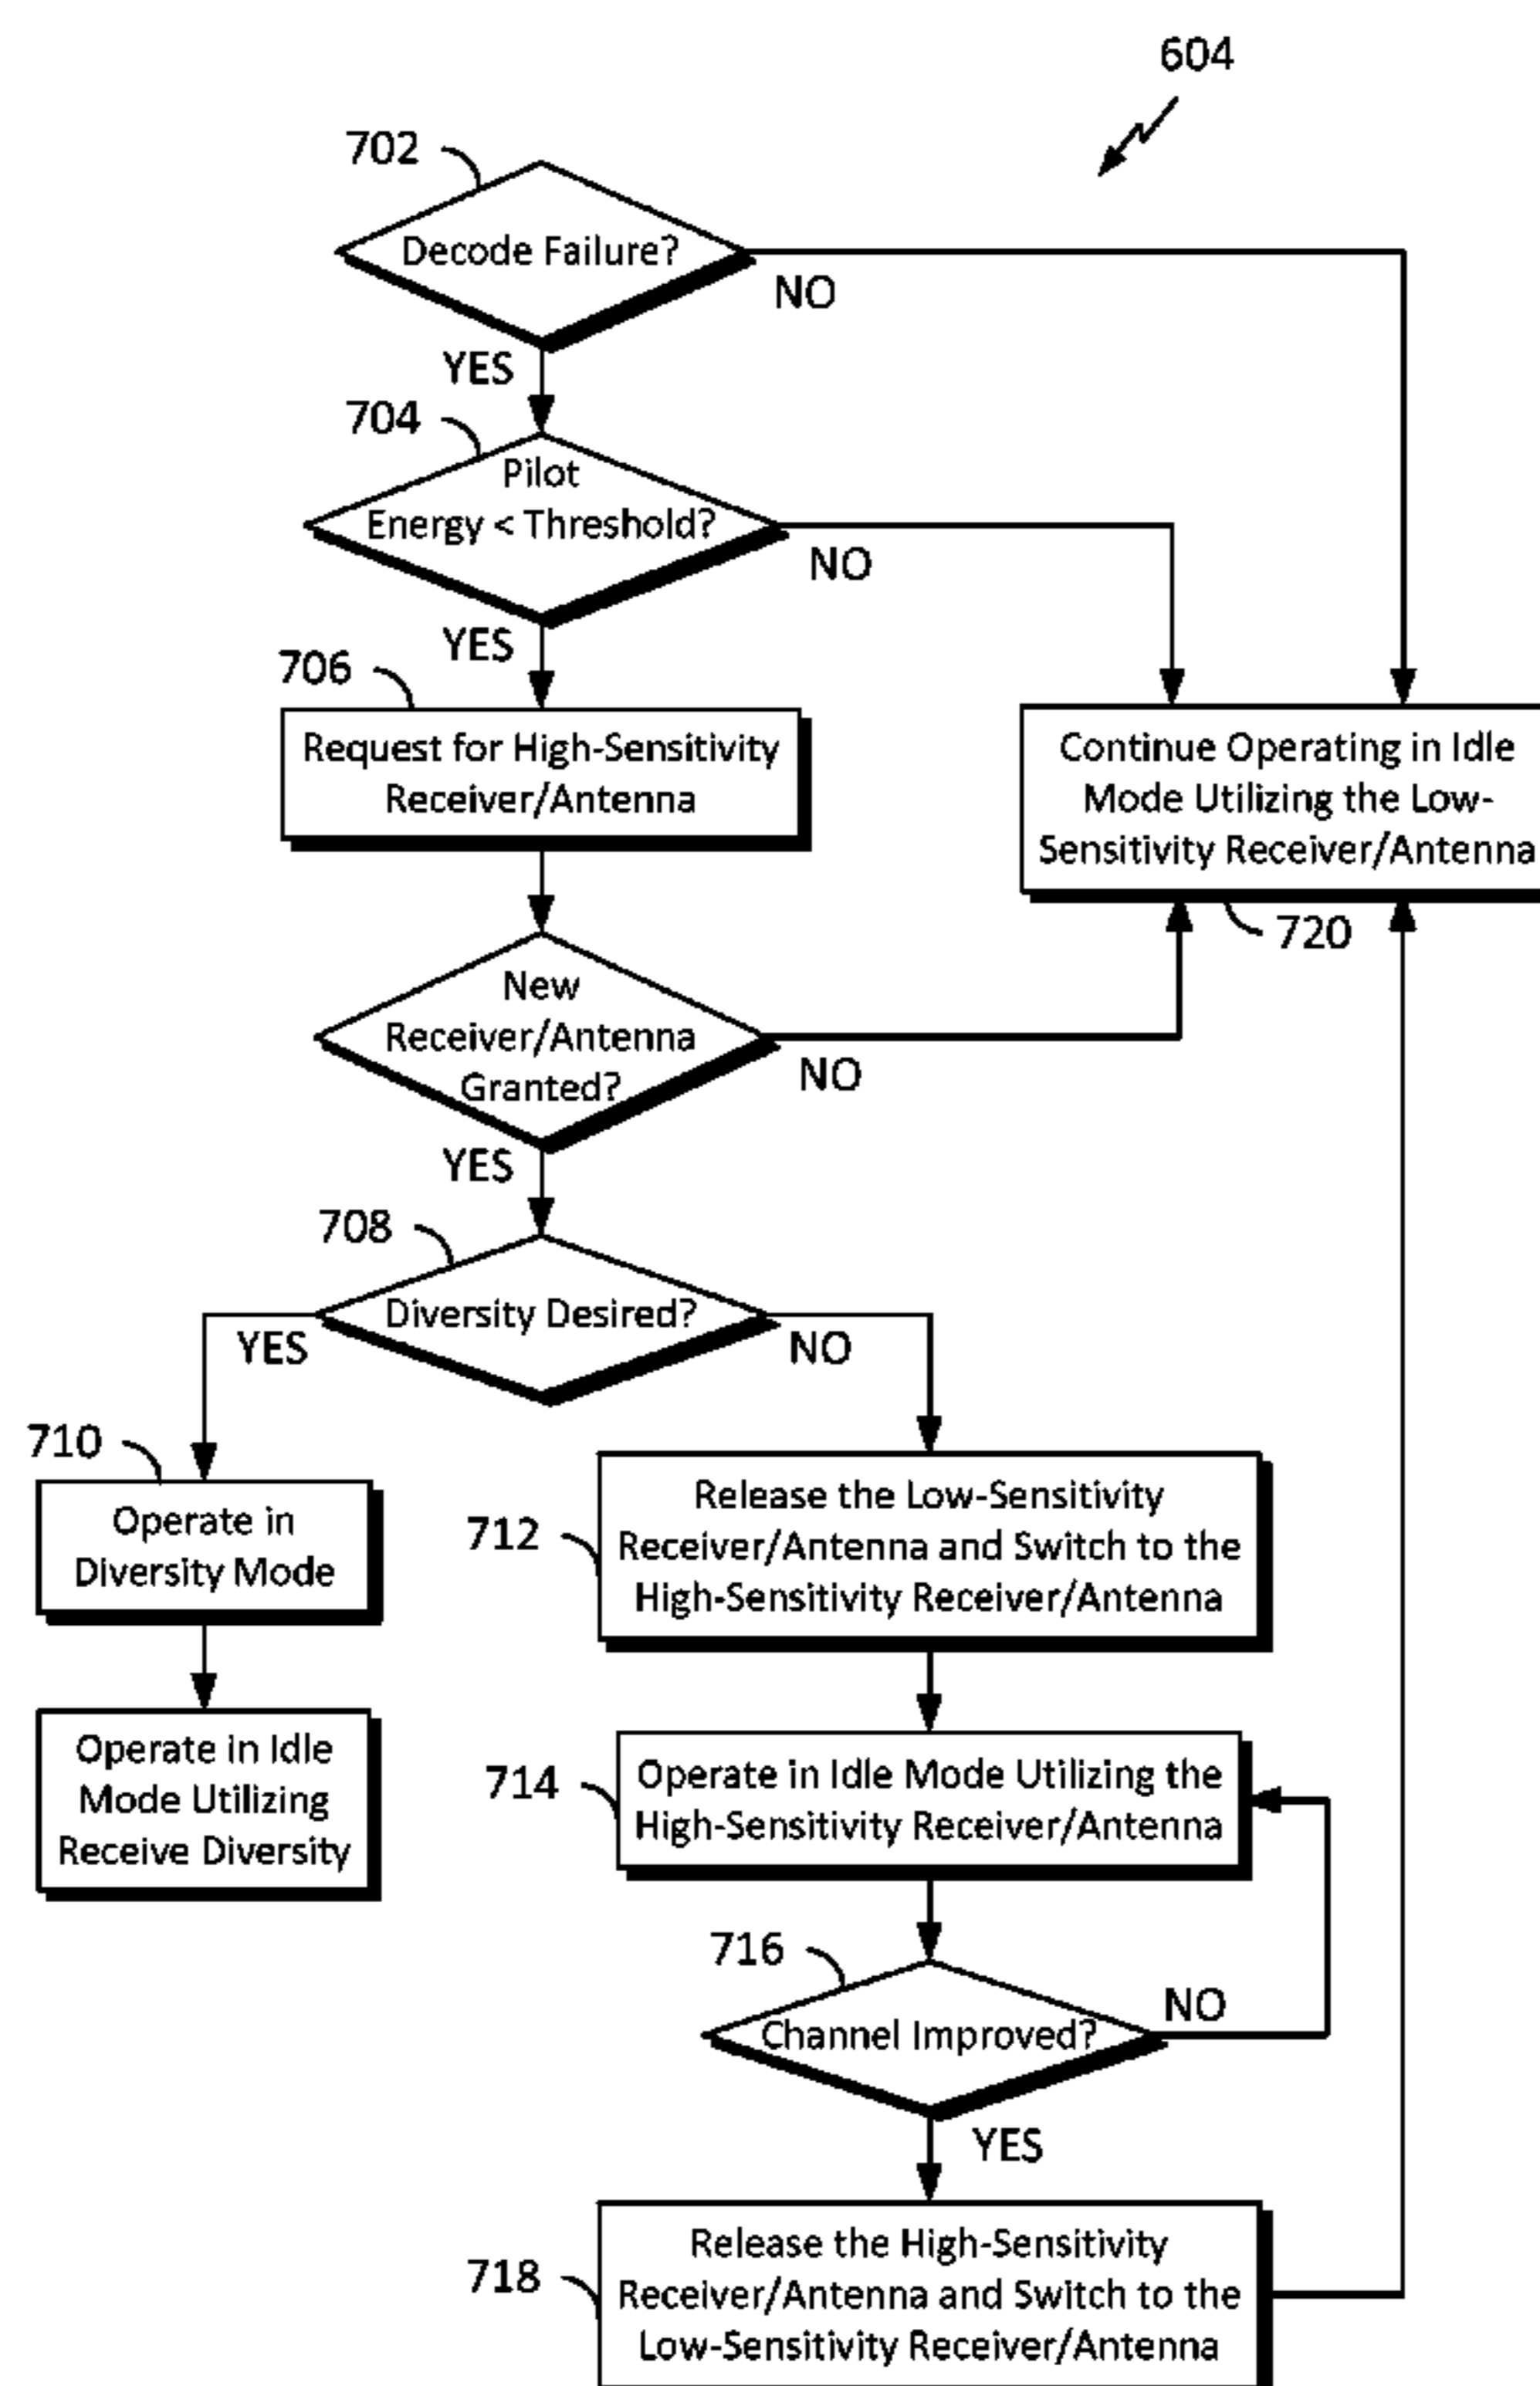 604
702
Decode Failure?
NO
YES
704
Pilot
Energy < Threshold?
NO
YES
706
Request for High-Sensitivity
Receiver/Antenna
Continue Operating in Idle
Mode Utilizing the Low-
Sensitivity Receiver/Antenna
720
New
Receiver/Antenna
Granted?
NO
YES
708
Diversity Desired?
YES
NO
710
Operate in
Diversity Mode
712
Release the Low-Sensitivity
Receiver/Antenna and Switch to the
High-Sensitivity Receiver/Antenna
Operate in Idle
Mode Utilizing
Receive Diversity
714
Operate in Idle Mode Utilizing the
High-Sensitivity Receiver/Antenna
716
Channel Improved?
NO
YES
718
Release the High-Sensitivity
Receiver/Antenna and Switch to the
Low-Sensitivity Receiver/Antenna